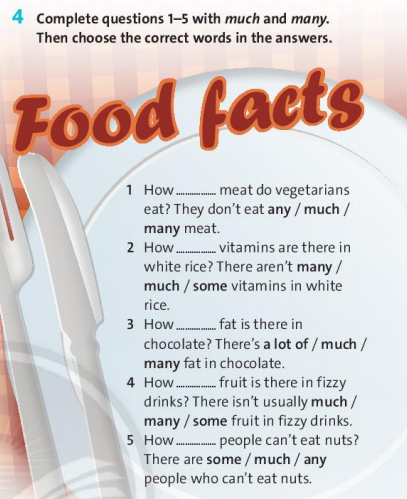 4 Complete questions 1–5 with much and many.
Then choose the correct words in the answers.
Food facts
1 How ................ meat do vegetarians
eat? They don't eat any / much /
many meat.
2 How ................ vitamins are there in
white rice? There aren't many /
much / some vitamins in white
rice.
3 How ................ fat is there in
chocolate? There's a lot of / much /
many fat in chocolate.
4 How ................ fruit is there in fizzy
drinks? There isn't usually much /
many / some fruit in fizzy drinks.
5 How ................ people can't eat nuts?
There are some / much / any
people who can't eat nuts.